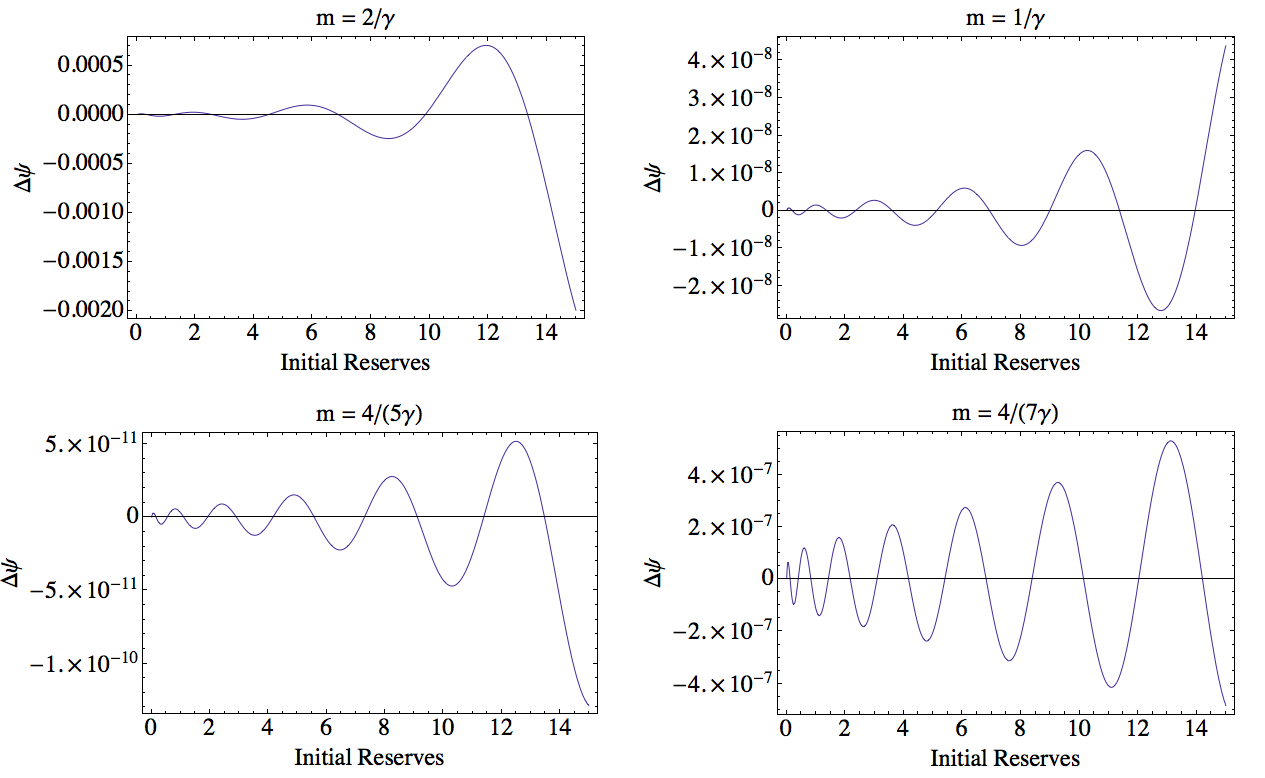 m = 2/γ
0.0005
0.0000
−0.0005
−0.0010
−0.0015
−0.0020
Δψ
0 2 4 6 8 10 12 14
Initial Reserves
m = 1/γ
4.×10⁻⁸
3.×10⁻⁸
2.×10⁻⁸
1.×10⁻⁸
0
−1.×10⁻⁸
−2.×10⁻⁸
Δψ
0 2 4 6 8 10 12 14
Initial Reserves
m = 4/(5γ)
5.×10⁻¹¹
0
−5.×10⁻¹¹
−1.×10⁻¹⁰
Δψ
0 2 4 6 8 10 12 14
Initial Reserves
m = 4/(7γ)
4.×10⁻⁷
2.×10⁻⁷
0
−2.×10⁻⁷
−4.×10⁻⁷
Δψ
0 2 4 6 8 10 12 14
Initial Reserves